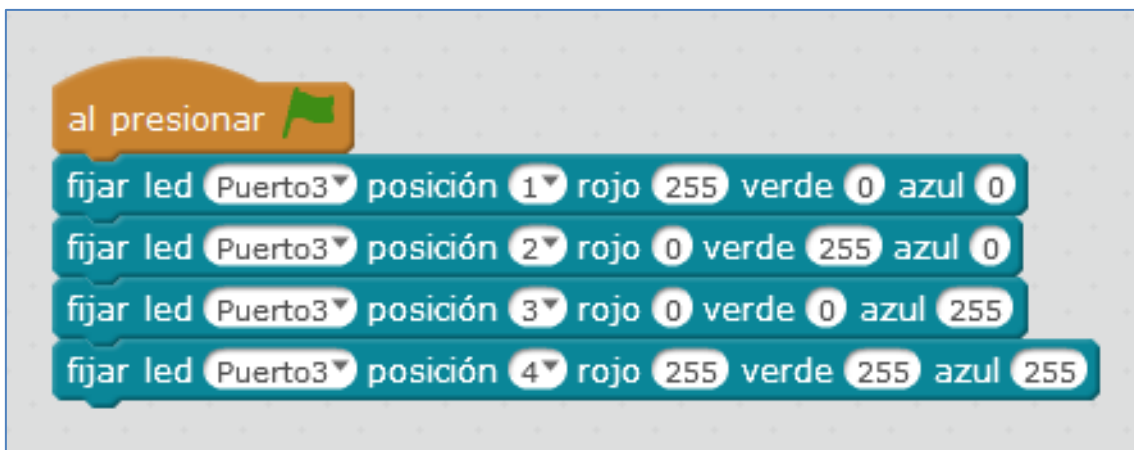 al presionar
fijar led Puerto3 posición 1 rojo 255 verde 0 azul 0
fijar led Puerto3 posición 2 rojo 0 verde 255 azul 0
fijar led Puerto3 posición 3 rojo 0 verde 0 azul 255
fijar led Puerto3 posición 4 rojo 255 verde 255 azul 255